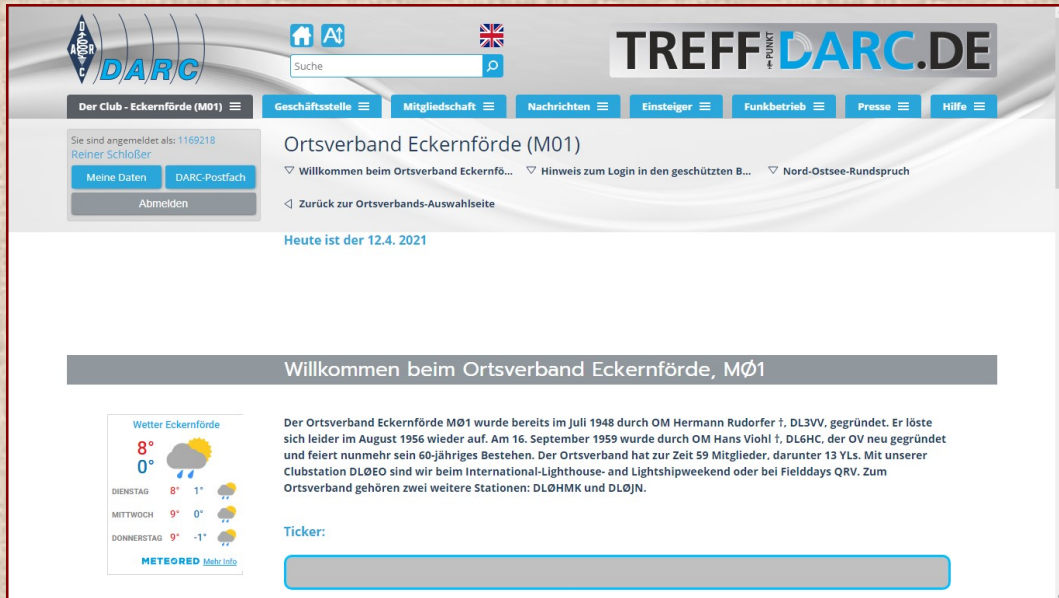 DARC
D
A R
C
Suche
TREFF.PUNKT DARC.DE
Der Club - Eckernförde (M01)
Geschäftsstelle
Mitgliedschaft
Nachrichten
Einsteiger
Funkbetrieb
Presse
Hilfe
Sie sind angemeldet als: 1169218
Reiner Schloßer
Meine Daten
DARC-Postfach
Abmelden
Ortsverband Eckernförde (M01)
Willkommen beim Ortsverband Eckernfö...
Hinweis zum Login in den geschützten B...
Nord-Ostsee-Rundspruch
Zurück zur Ortsverbands-Auswahlseite
Heute ist der 12.4. 2021
Willkommen beim Ortsverband Eckernförde, MØ1
Wetter Eckernförde
8°
0°
DIENSTAG 8° 1°
MITTWOCH 9° 0°
DONNERSTAG 9° -1°
METEORED Mehr Info
Der Ortsverband Eckernförde MØ1 wurde bereits im Juli 1948 durch OM Hermann Rudorfer †, DL3VV, gegründet. Er löste
sich leider im August 1956 wieder auf. Am 16. September 1959 wurde durch OM Hans Viohl †, DL6HC, der OV neu gegründet
und feiert nunmehr sein 60-jähriges Bestehen. Der Ortsverband hat zur Zeit 59 Mitglieder, darunter 13 YLs. Mit unserer
Clubstation DLØEO sind wir beim International-Lighthouse- and Lightshipweekend oder bei Fielddays QRV. Zum
Ortsverband gehören zwei weitere Stationen: DLØHMK und DLØJN.
Ticker: